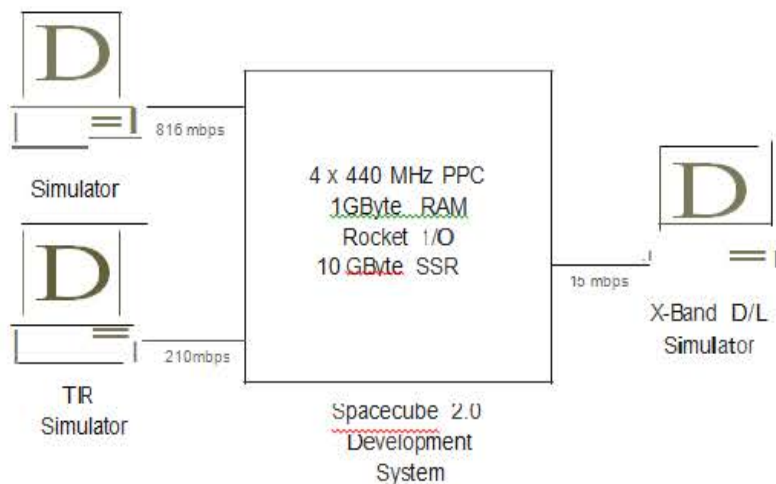 D
816 mbps
Simulator
D
210mbps
TIR
Simulator
4 x 440 MHz PPC
1GByte RAM
Rocket I/O
10 GByte SSR
Spacecube 2.0
Development
System
D
15 mbps
X-Band D/L
Simulator